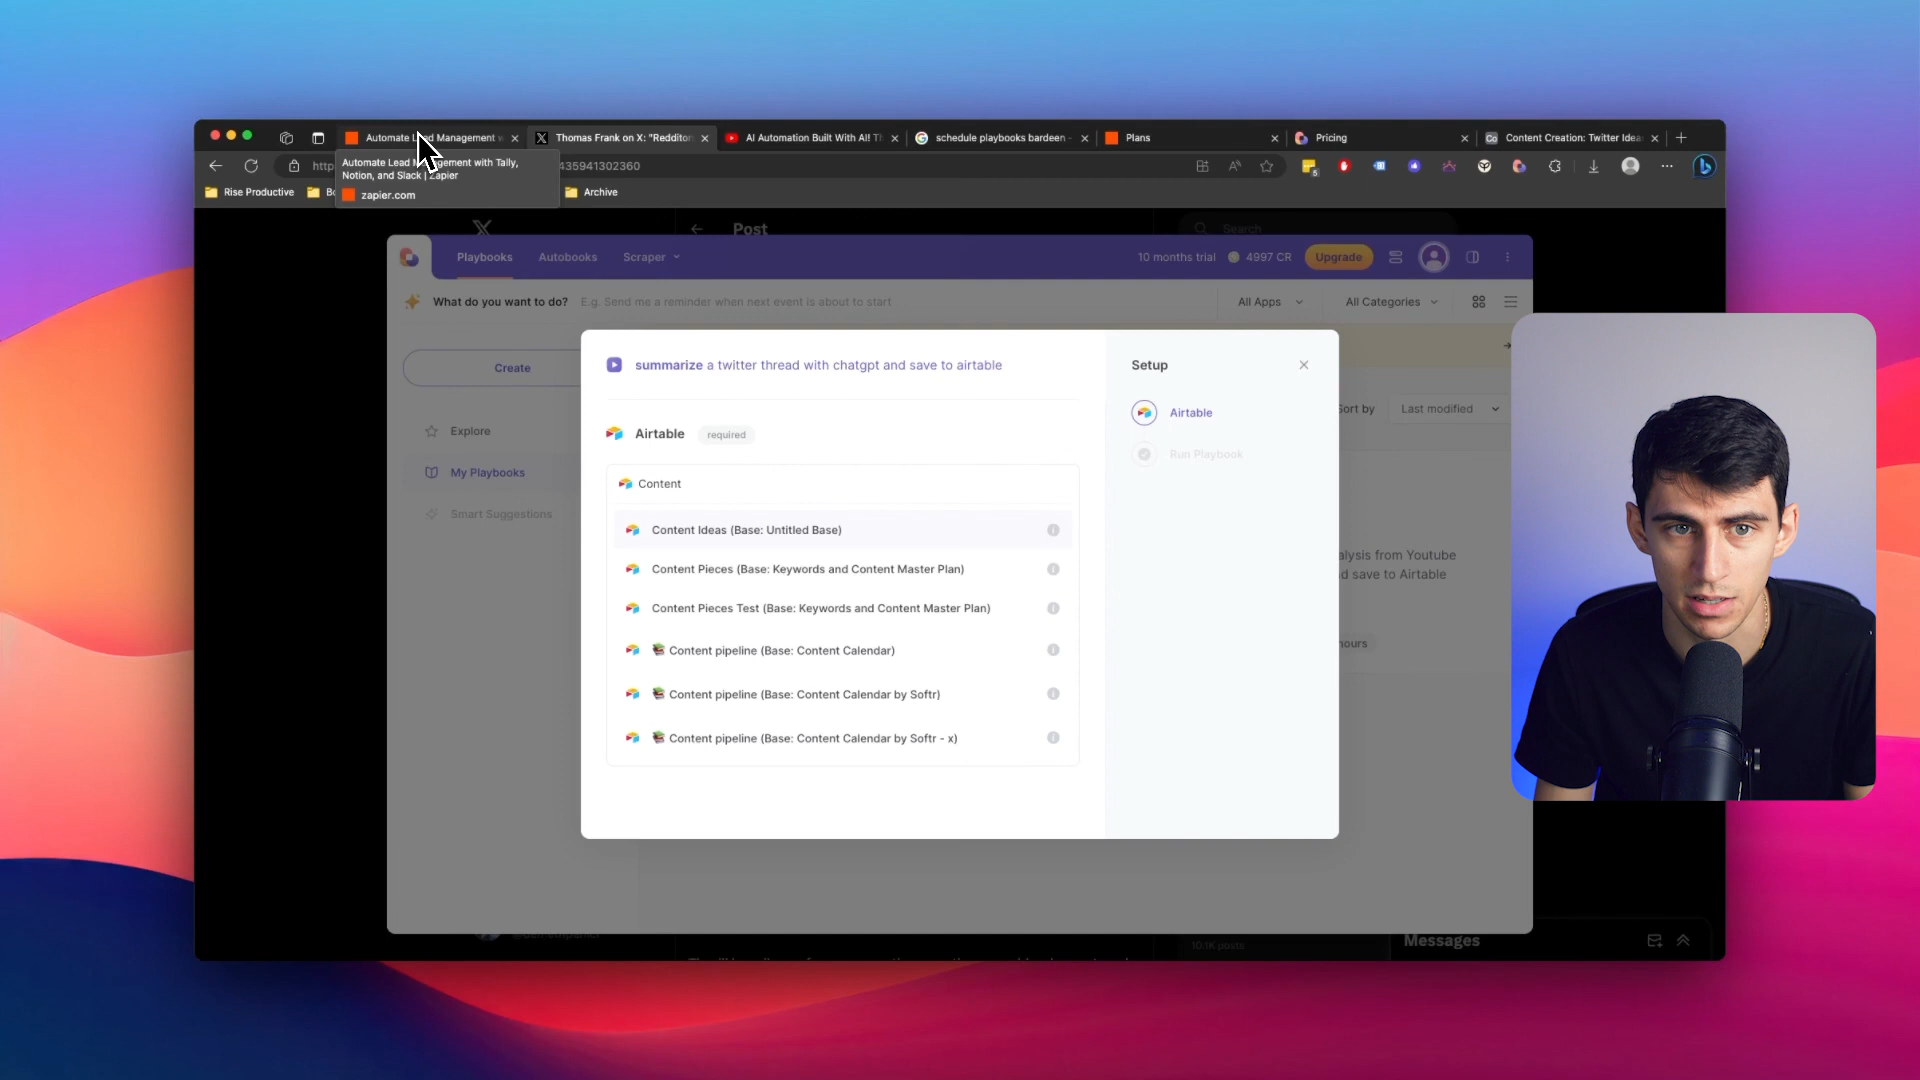 Automate Lead Management w
Thomas Frank on X: "Redditor
AI Automation Built With AI! Th
schedule playbooks bardeen -
Plans
Pricing
Content Creation: Twitter Idea
http
435941302360
Automate Lead Management with Tally,
Notion, and Slack | Zapier
zapier.com
Rise Productive
Bo
Archive
Post
Search
Playbooks
Autobooks
Scraper
10 months trial
4997 CR
Upgrade
What do you want to do?
E.g. Send me a reminder when next event is about to start
All Apps
All Categories
Create
Explore
My Playbooks
Smart Suggestions
summarize a twitter thread with chatgpt and save to airtable
Airtable
required
Content
Content Ideas (Base: Untitled Base)
Content Pieces (Base: Keywords and Content Master Plan)
Content Pieces Test (Base: Keywords and Content Master Plan)
Content pipeline (Base: Content Calendar)
Content pipeline (Base: Content Calendar by Softr)
Content pipeline (Base: Content Calendar by Softr - x)
Setup
Airtable
Run Playbook
Sort by
Last modified
alysis from Youtube
d save to Airtable
hours
10.1K posts
Messages